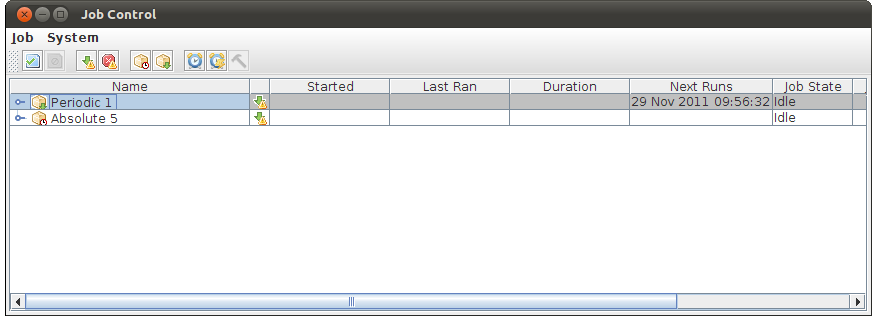 Job Control
Job System
Name Started Last Ran Duration Next Runs Job State
Periodic 1 29 Nov 2011 09:56:32 Idle
Absolute 5 Idle